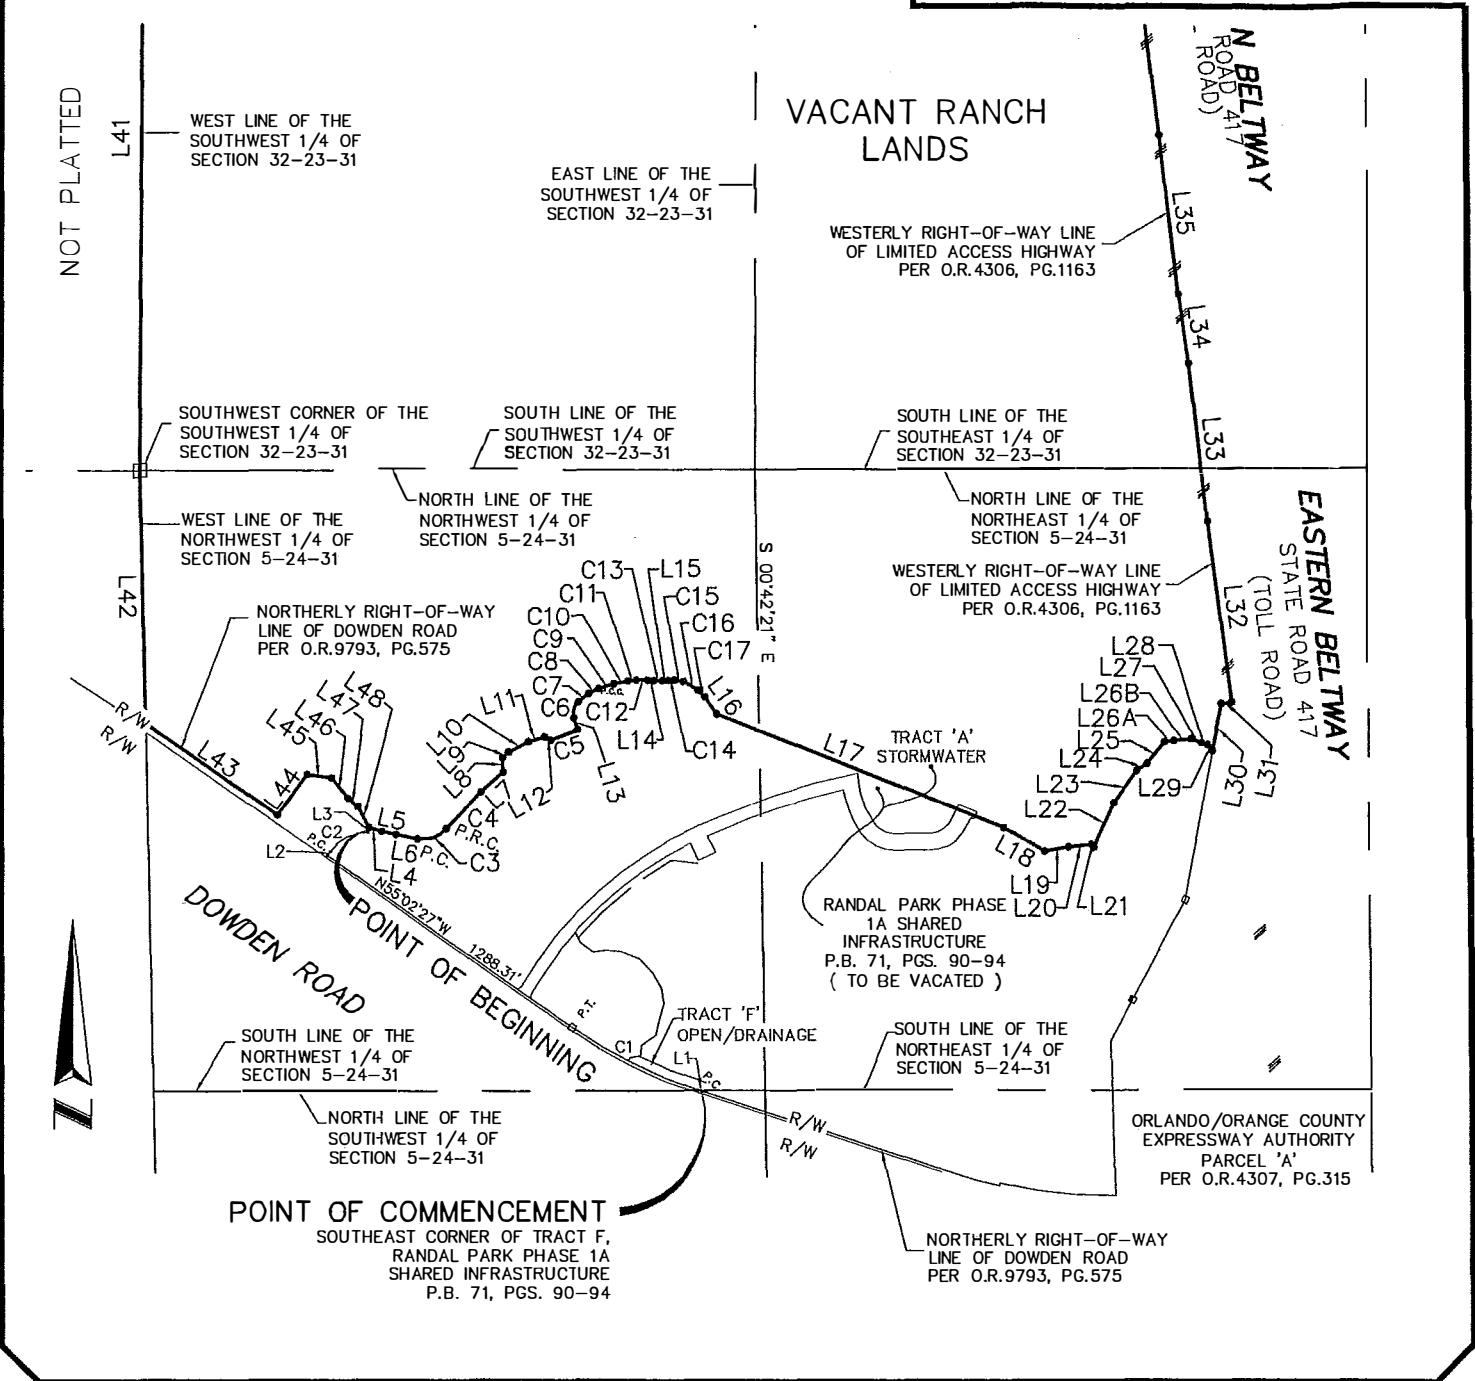 NOT PLATTED
L41
WEST LINE OF THE
SOUTHWEST 1/4 OF
SECTION 32-23-31
EAST LINE OF THE
SOUTHWEST 1/4 OF
SECTION 32-23-31
VACANT RANCH
LANDS
WESTERLY RIGHT-OF-WAY LINE
OF LIMITED ACCESS HIGHWAY
PER O.R.4306, PG.1163
N BELTWAY
ROAD 417
ROAD)
L35
L34
L33
SOUTHWEST CORNER OF THE
SOUTHWEST 1/4 OF
SECTION 32-23-31
SOUTH LINE OF THE
SOUTHWEST 1/4 OF
SECTION 32-23-31
SOUTH LINE OF THE
SOUTHEAST 1/4 OF
SECTION 32-23-31
WEST LINE OF THE
NORTHWEST 1/4 OF
SECTION 5-24-31
NORTH LINE OF THE
NORTHWEST 1/4 OF
SECTION 5-24-31
NORTH LINE OF THE
NORTHEAST 1/4 OF
SECTION 5-24-31
WESTERLY RIGHT-OF-WAY LINE
OF LIMITED ACCESS HIGHWAY
PER O.R.4306, PG.1163
EASTERN BELTWAY
STATE ROAD 417
(TOLL ROAD)
S 00°42'21" E
L42
NORTHERLY RIGHT-OF-WAY
LINE OF DOWDEN ROAD
PER O.R.9793, PG.575
R/W
R/W
L43
L44
L45
L46
L47
L48
L3
C2
P.C.
L2
L5
L6
L4
P.C.
C3
P.R.C.
C4
L7
L8
L9
L10
L11
L12
C5
L13
C6
C7
C8
C9
C10
C11
C13
L15
C15
C16
C17
P.C.C.
C12
L14
C14
L16
L17
L18
L19
L20
L21
L22
L23
L24
L25
L26A
L26B
L27
L28
L29
L30
L31
L32
TRACT 'A'
STORMWATER
RANDAL PARK PHASE
1A SHARED
INFRASTRUCTURE
P.B. 71, PGS. 90-94
( TO BE VACATED )
N55°02'27"W
1288.31'
POINT OF BEGINNING
DOWDEN ROAD
P.T.
C1
L1
P.C
TRACT 'F'
OPEN/DRAINAGE
SOUTH LINE OF THE
NORTHWEST 1/4 OF
SECTION 5-24-31
SOUTH LINE OF THE
NORTHEAST 1/4 OF
SECTION 5-24-31
NORTH LINE OF THE
SOUTHWEST 1/4 OF
SECTION 5-24-31
R/W
R/W
ORLANDO/ORANGE COUNTY
EXPRESSWAY AUTHORITY
PARCEL 'A'
PER O.R.4307, PG.315
POINT OF COMMENCEMENT
SOUTHEAST CORNER OF TRACT F,
RANDAL PARK PHASE 1A
SHARED INFRASTRUCTURE
P.B. 71, PGS. 90-94
NORTHERLY RIGHT-OF-WAY
LINE OF DOWDEN ROAD
PER O.R.9793, PG.575